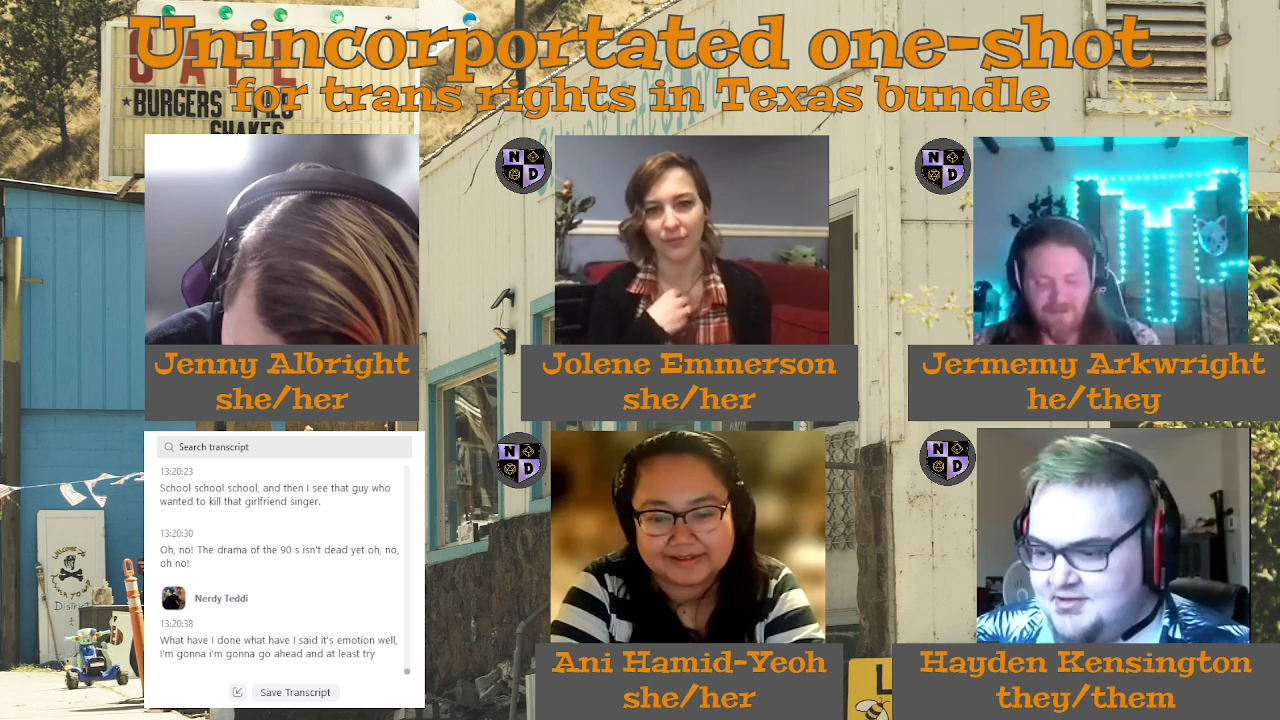 Unincorportated one-shot
for trans rights in Texas bundle
CAFE
★BURGERS PIES
SHAKES
N
D
N
D
Jenny Albright
she/her
Jolene Emmerson
she/her
Jermemy Arkwright
he/they
Search transcript
13:20:23
School school school, and then I see that guy who
wanted to kill that girlfriend singer.
13:20:30
Oh, no! The drama of the 90 s isn't dead yet oh, no,
oh no!
Nerdy Teddi
13:20:38
What have I done what have I said it's emotion well,
I'm gonna i'm gonna go ahead and at least try
Save Transcript
N
D
N
D
WELCOME
District
Ani Hamid-Yeoh
she/her
Hayden Kensington
they/them
L